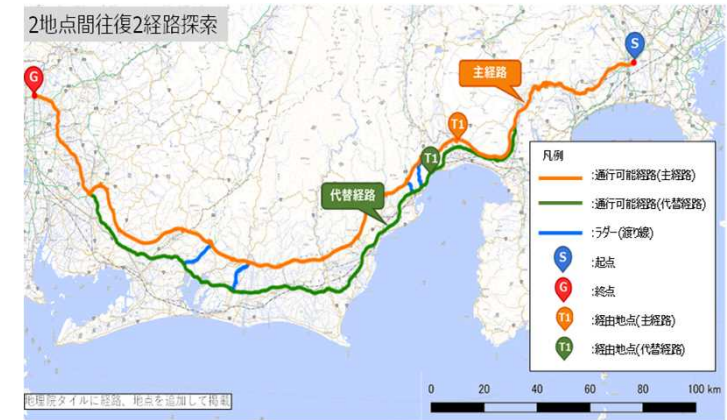 2地点間往復2経路探索
S
G
主経路
T1
T1
代替経路
凡例
:通行可能経路(主経路)
:通行可能経路(代替経路)
:ラダー(渡り線)
S :起点
G :終点
T1 :経由地点(主経路)
T1 :経由地点(代替経路)
0 20 40 60 80 100 km
地理院タイルに経路、地点を追加して掲載